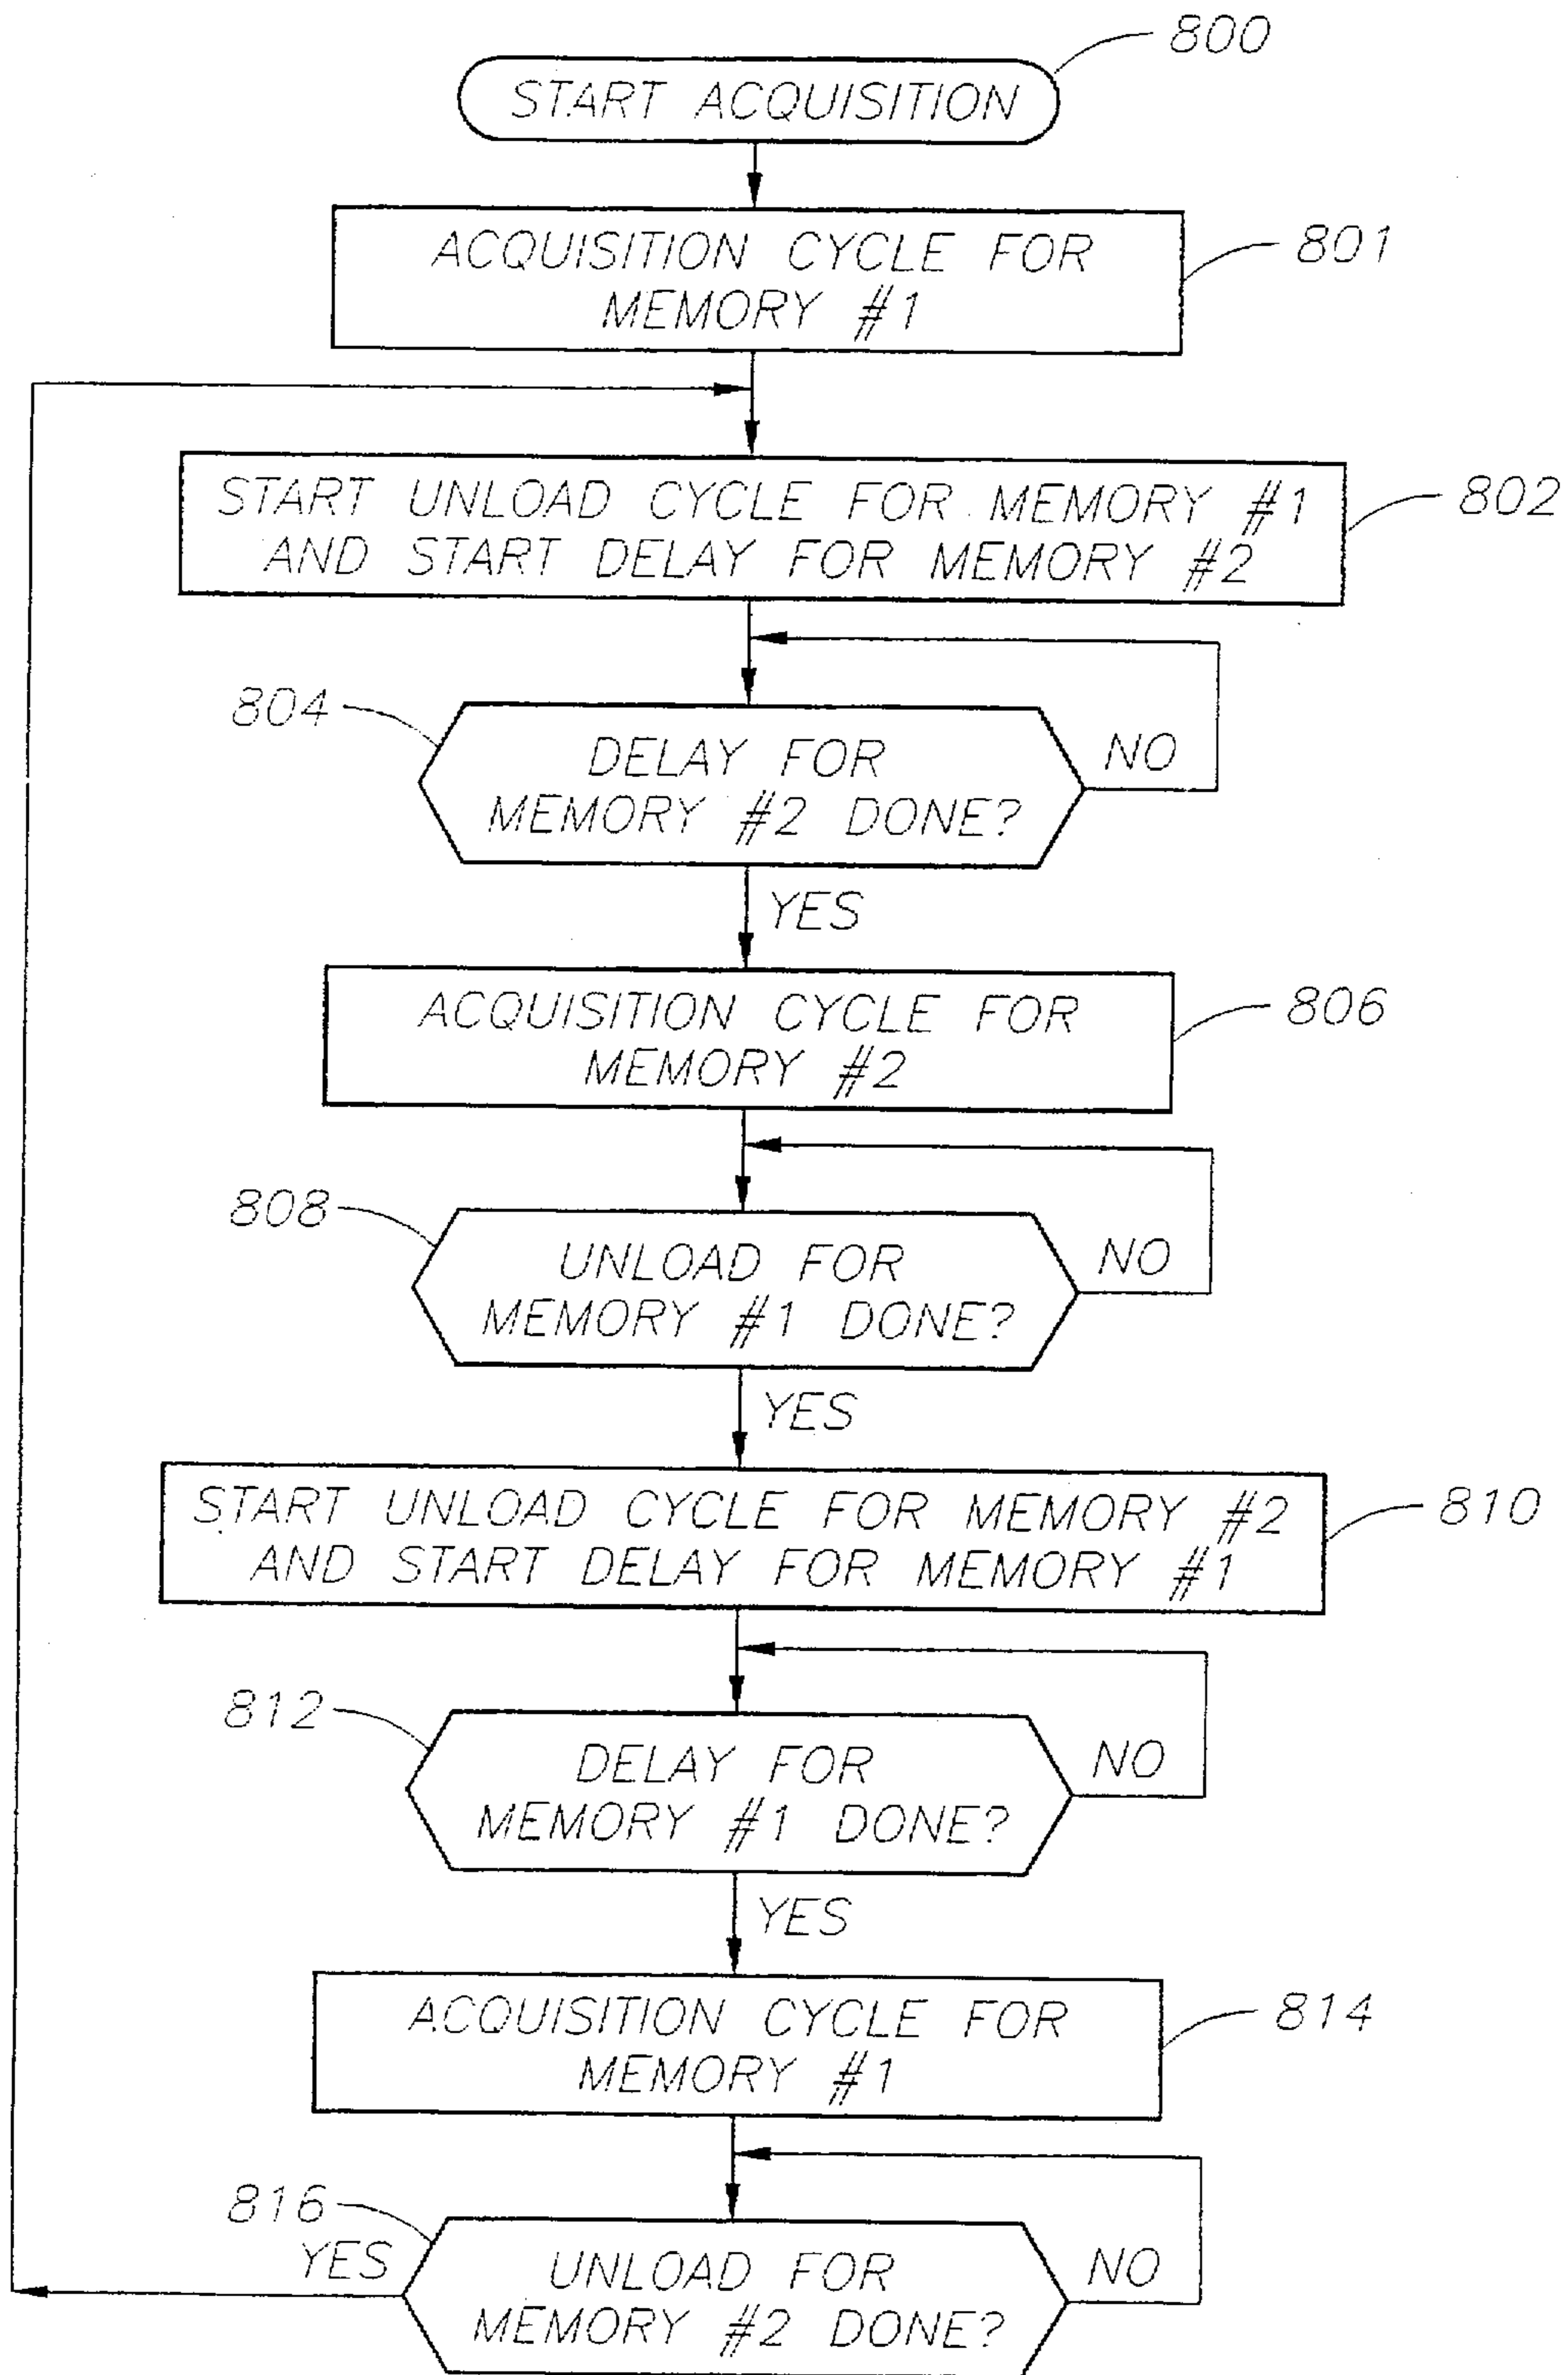 800
START ACQUISITION
ACQUISITION CYCLE FOR
MEMORY #1
801
START UNLOAD CYCLE FOR MEMORY #1
AND START DELAY FOR MEMORY #2
802
804
DELAY FOR
MEMORY #2 DONE?
NO
YES
ACQUISITION CYCLE FOR
MEMORY #2
806
808
UNLOAD FOR
MEMORY #1 DONE?
NO
YES
START UNLOAD CYCLE FOR MEMORY #2
AND START DELAY FOR MEMORY #1
810
812
DELAY FOR
MEMORY #1 DONE?
NO
YES
ACQUISITION CYCLE FOR
MEMORY #1
814
816
YES
UNLOAD FOR
MEMORY #2 DONE?
NO